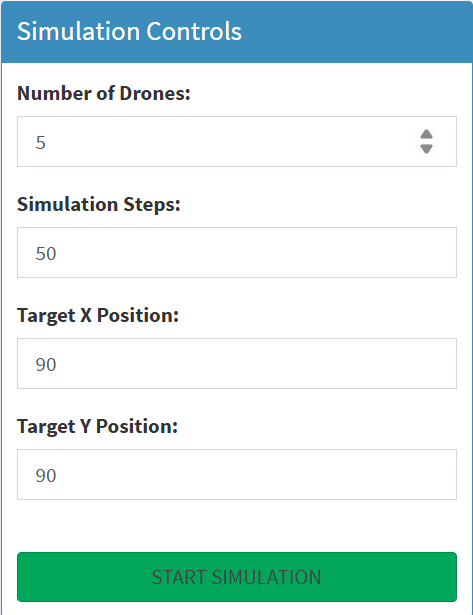 Simulation Controls
Number of Drones:
5
Simulation Steps:
50
Target X Position:
90
Target Y Position:
90
START SIMULATION